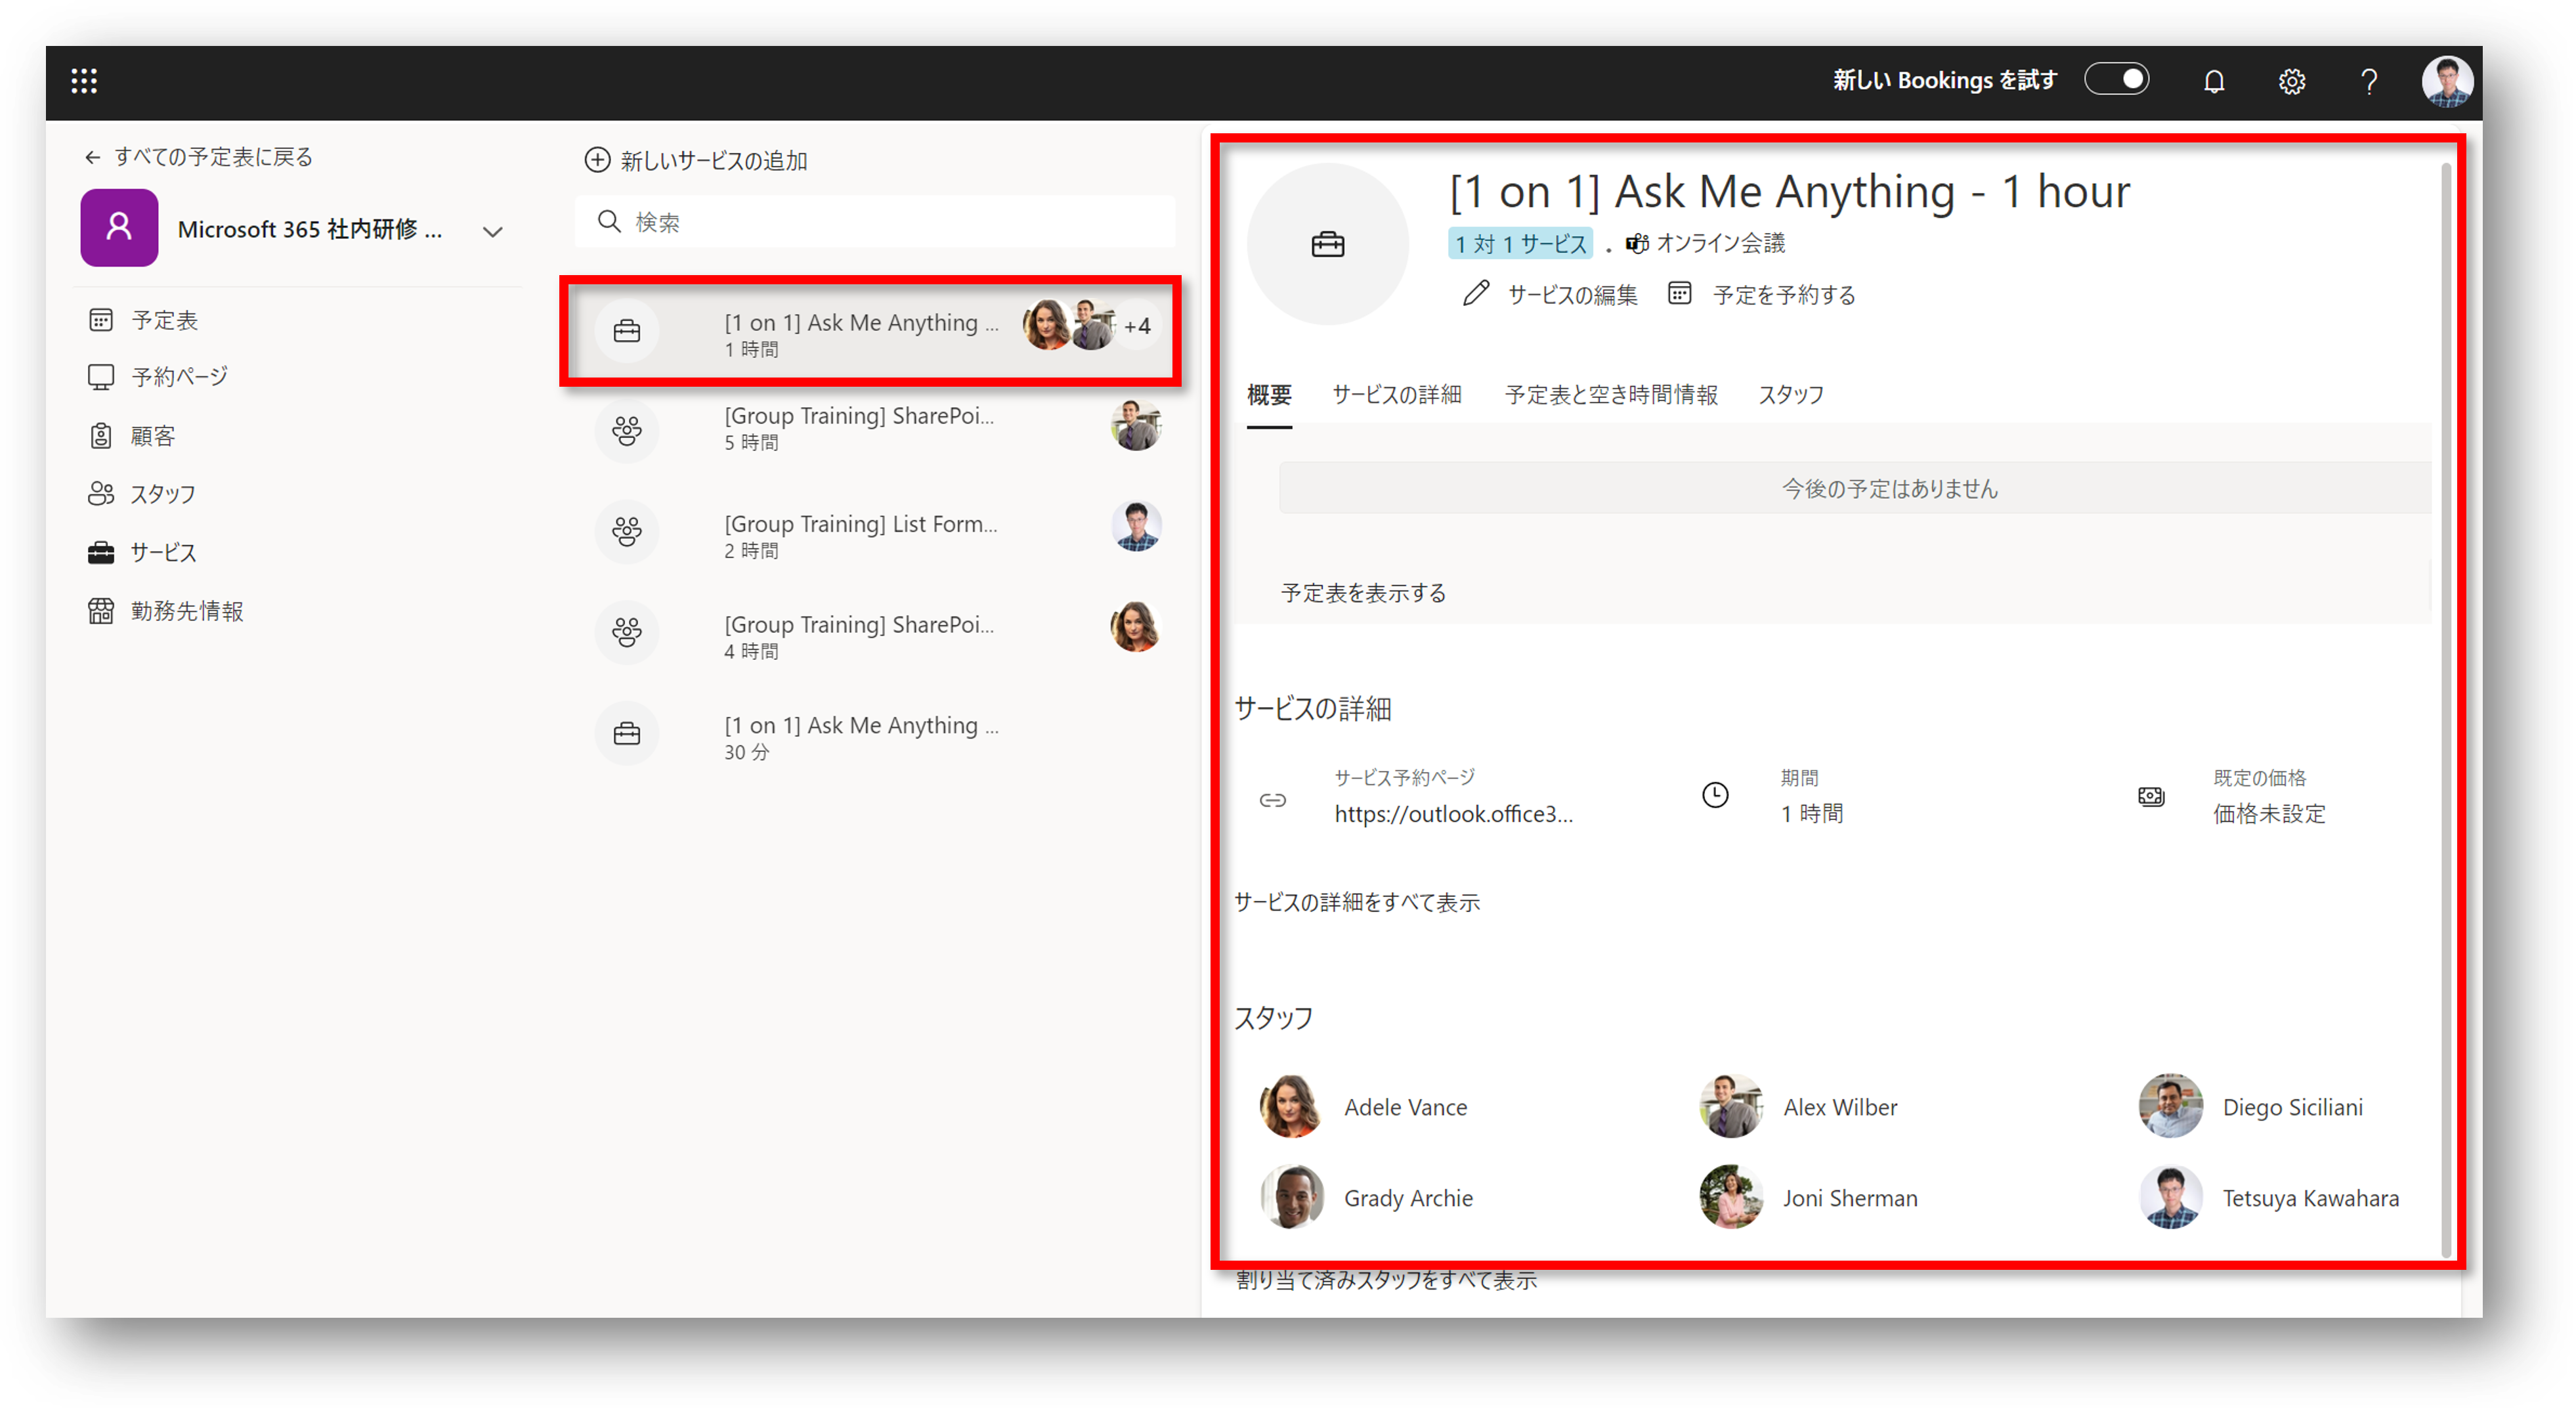 新しい Bookings を試す
すべての予定表に戻る
Microsoft 365 社内研修 ...
予定表
予約ページ
顧客
スタッフ
サービス
勤務先情報
新しいサービスの追加
検索
[1 on 1] Ask Me Anything ...
1 時間
+4
[Group Training] SharePoi...
5 時間
[Group Training] List Form...
2 時間
[Group Training] SharePoi...
4 時間
[1 on 1] Ask Me Anything ...
30 分
[1 on 1] Ask Me Anything - 1 hour
1 対 1 サービス . オンライン会議
サービスの編集 予定を予約する
概要 サービスの詳細 予定表と空き時間情報 スタッフ
今後の予定はありません
予定表を表示する
サービスの詳細
サービス予約ページ 期間 既定の価格
https://outlook.office3... 1 時間 価格未設定
サービスの詳細をすべて表示
スタッフ
Adele Vance Alex Wilber Diego Siciliani
Grady Archie Joni Sherman Tetsuya Kawahara
割り当て済みスタッフをすべて表示